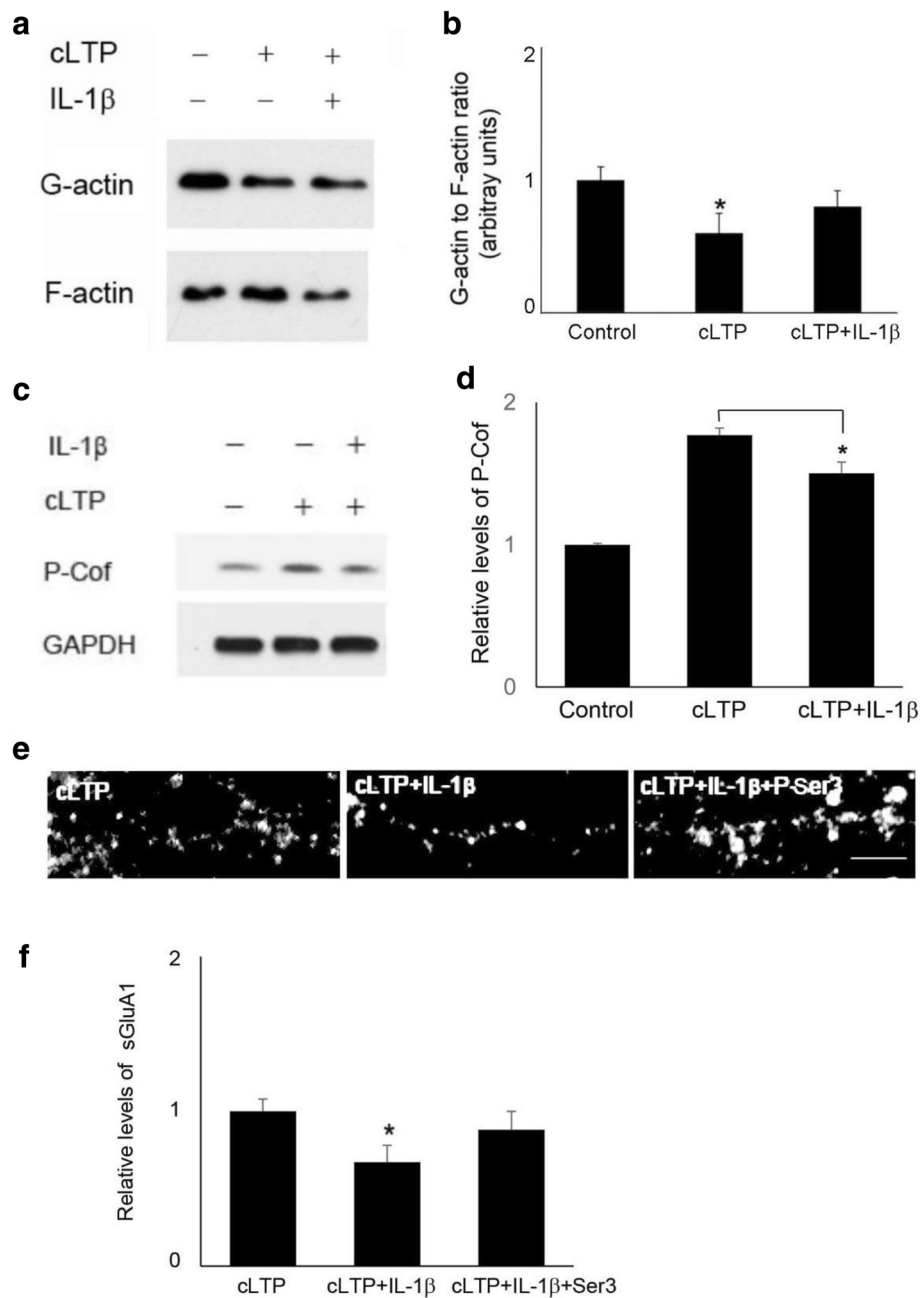 a
cLTP − + +
IL-1β − − +
G-actin
F-actin
b
G-actin to F-actin ratio
(arbitray units)
2
1
0
*
Control cLTP cLTP+IL-1β
c
IL-1β − − +
cLTP − + +
P-Cof
GAPDH
d
Relative levels of P-Cof
2
1
0
*
Control cLTP cLTP+IL-1β
e
cLTP
cLTP+IL-1β
cLTP+IL-1β+P-Ser3
f
Relative levels of sGluA1
2
1
0
*
cLTP cLTP+IL-1β cLTP+IL-1β+Ser3